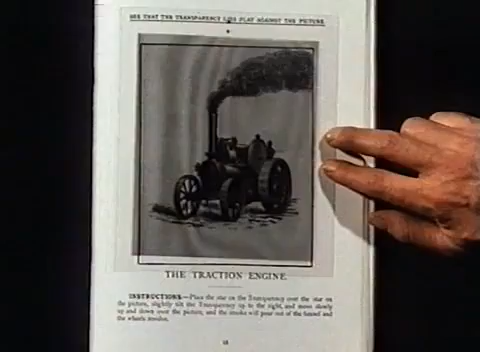 SEE THAT THE TRANSPARENCY LIES FLAT AGAINST THE PICTURE.
THE TRACTION ENGINE.
INSTRUCTIONS.—Place the star on the Transparency over the star on
the picture, slightly tilt the Transparency up to the right, and move slowly
up and down over the picture, and the smoke will pour out of the funnel and
the wheels revolve.